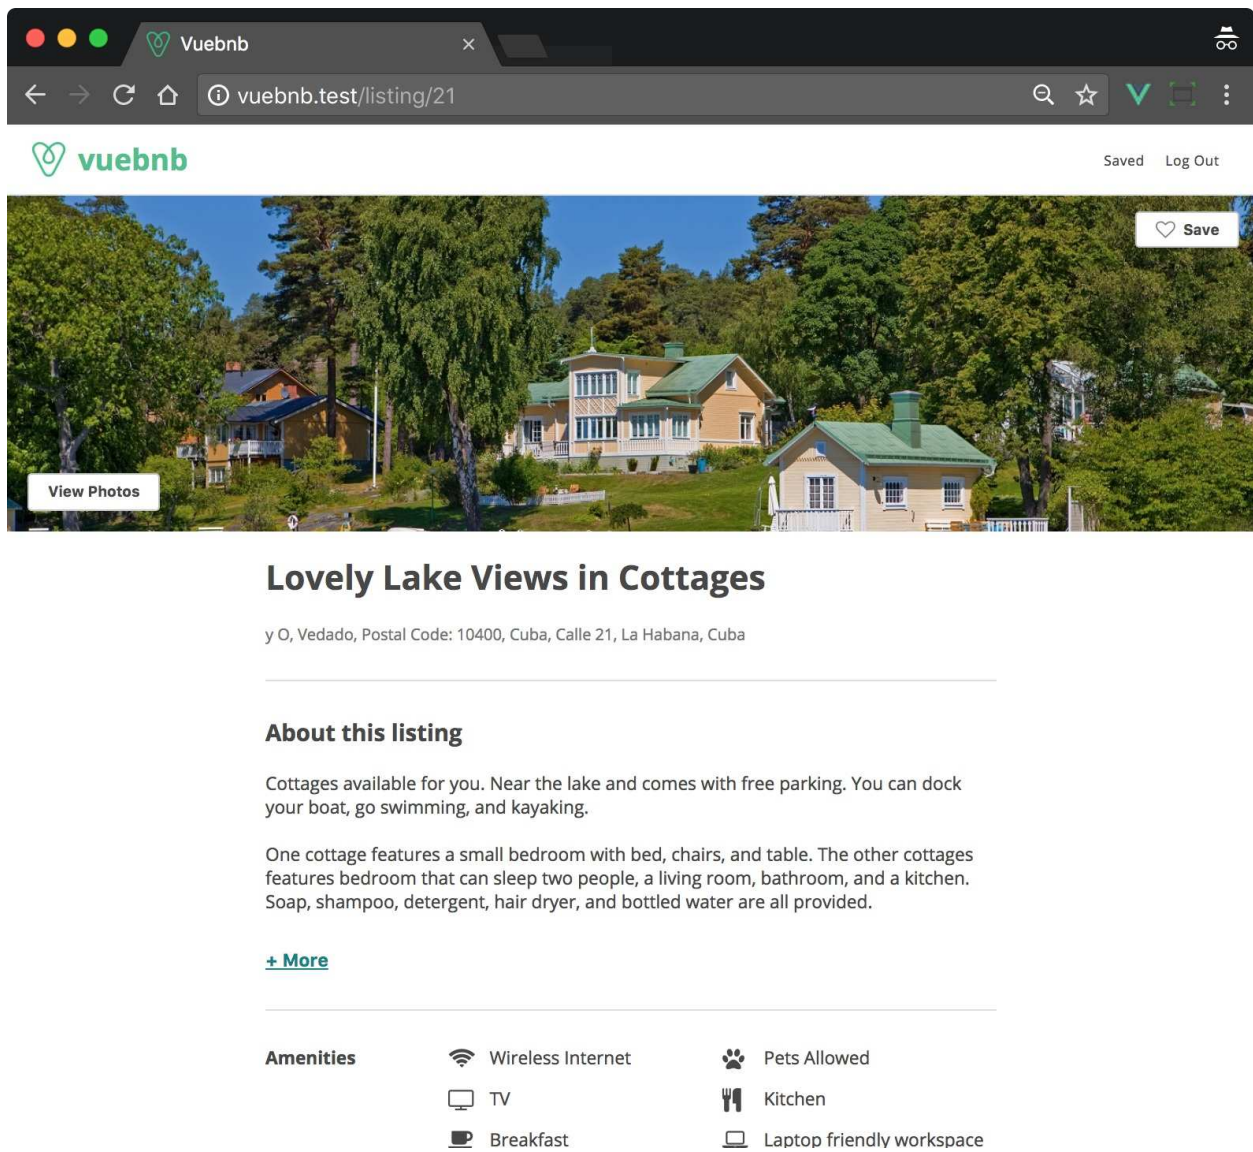 Vuebnb
vuebnb.test/listing/21
vuebnb
Saved Log Out
Save
View Photos
Lovely Lake Views in Cottages
y O, Vedado, Postal Code: 10400, Cuba, Calle 21, La Habana, Cuba
About this listing
Cottages available for you. Near the lake and comes with free parking. You can dock
your boat, go swimming, and kayaking.
One cottage features a small bedroom with bed, chairs, and table. The other cottages
features bedroom that can sleep two people, a living room, bathroom, and a kitchen.
Soap, shampoo, detergent, hair dryer, and bottled water are all provided.
+ More
Amenities Wireless Internet Pets Allowed
TV Kitchen
Breakfast Laptop friendly workspace